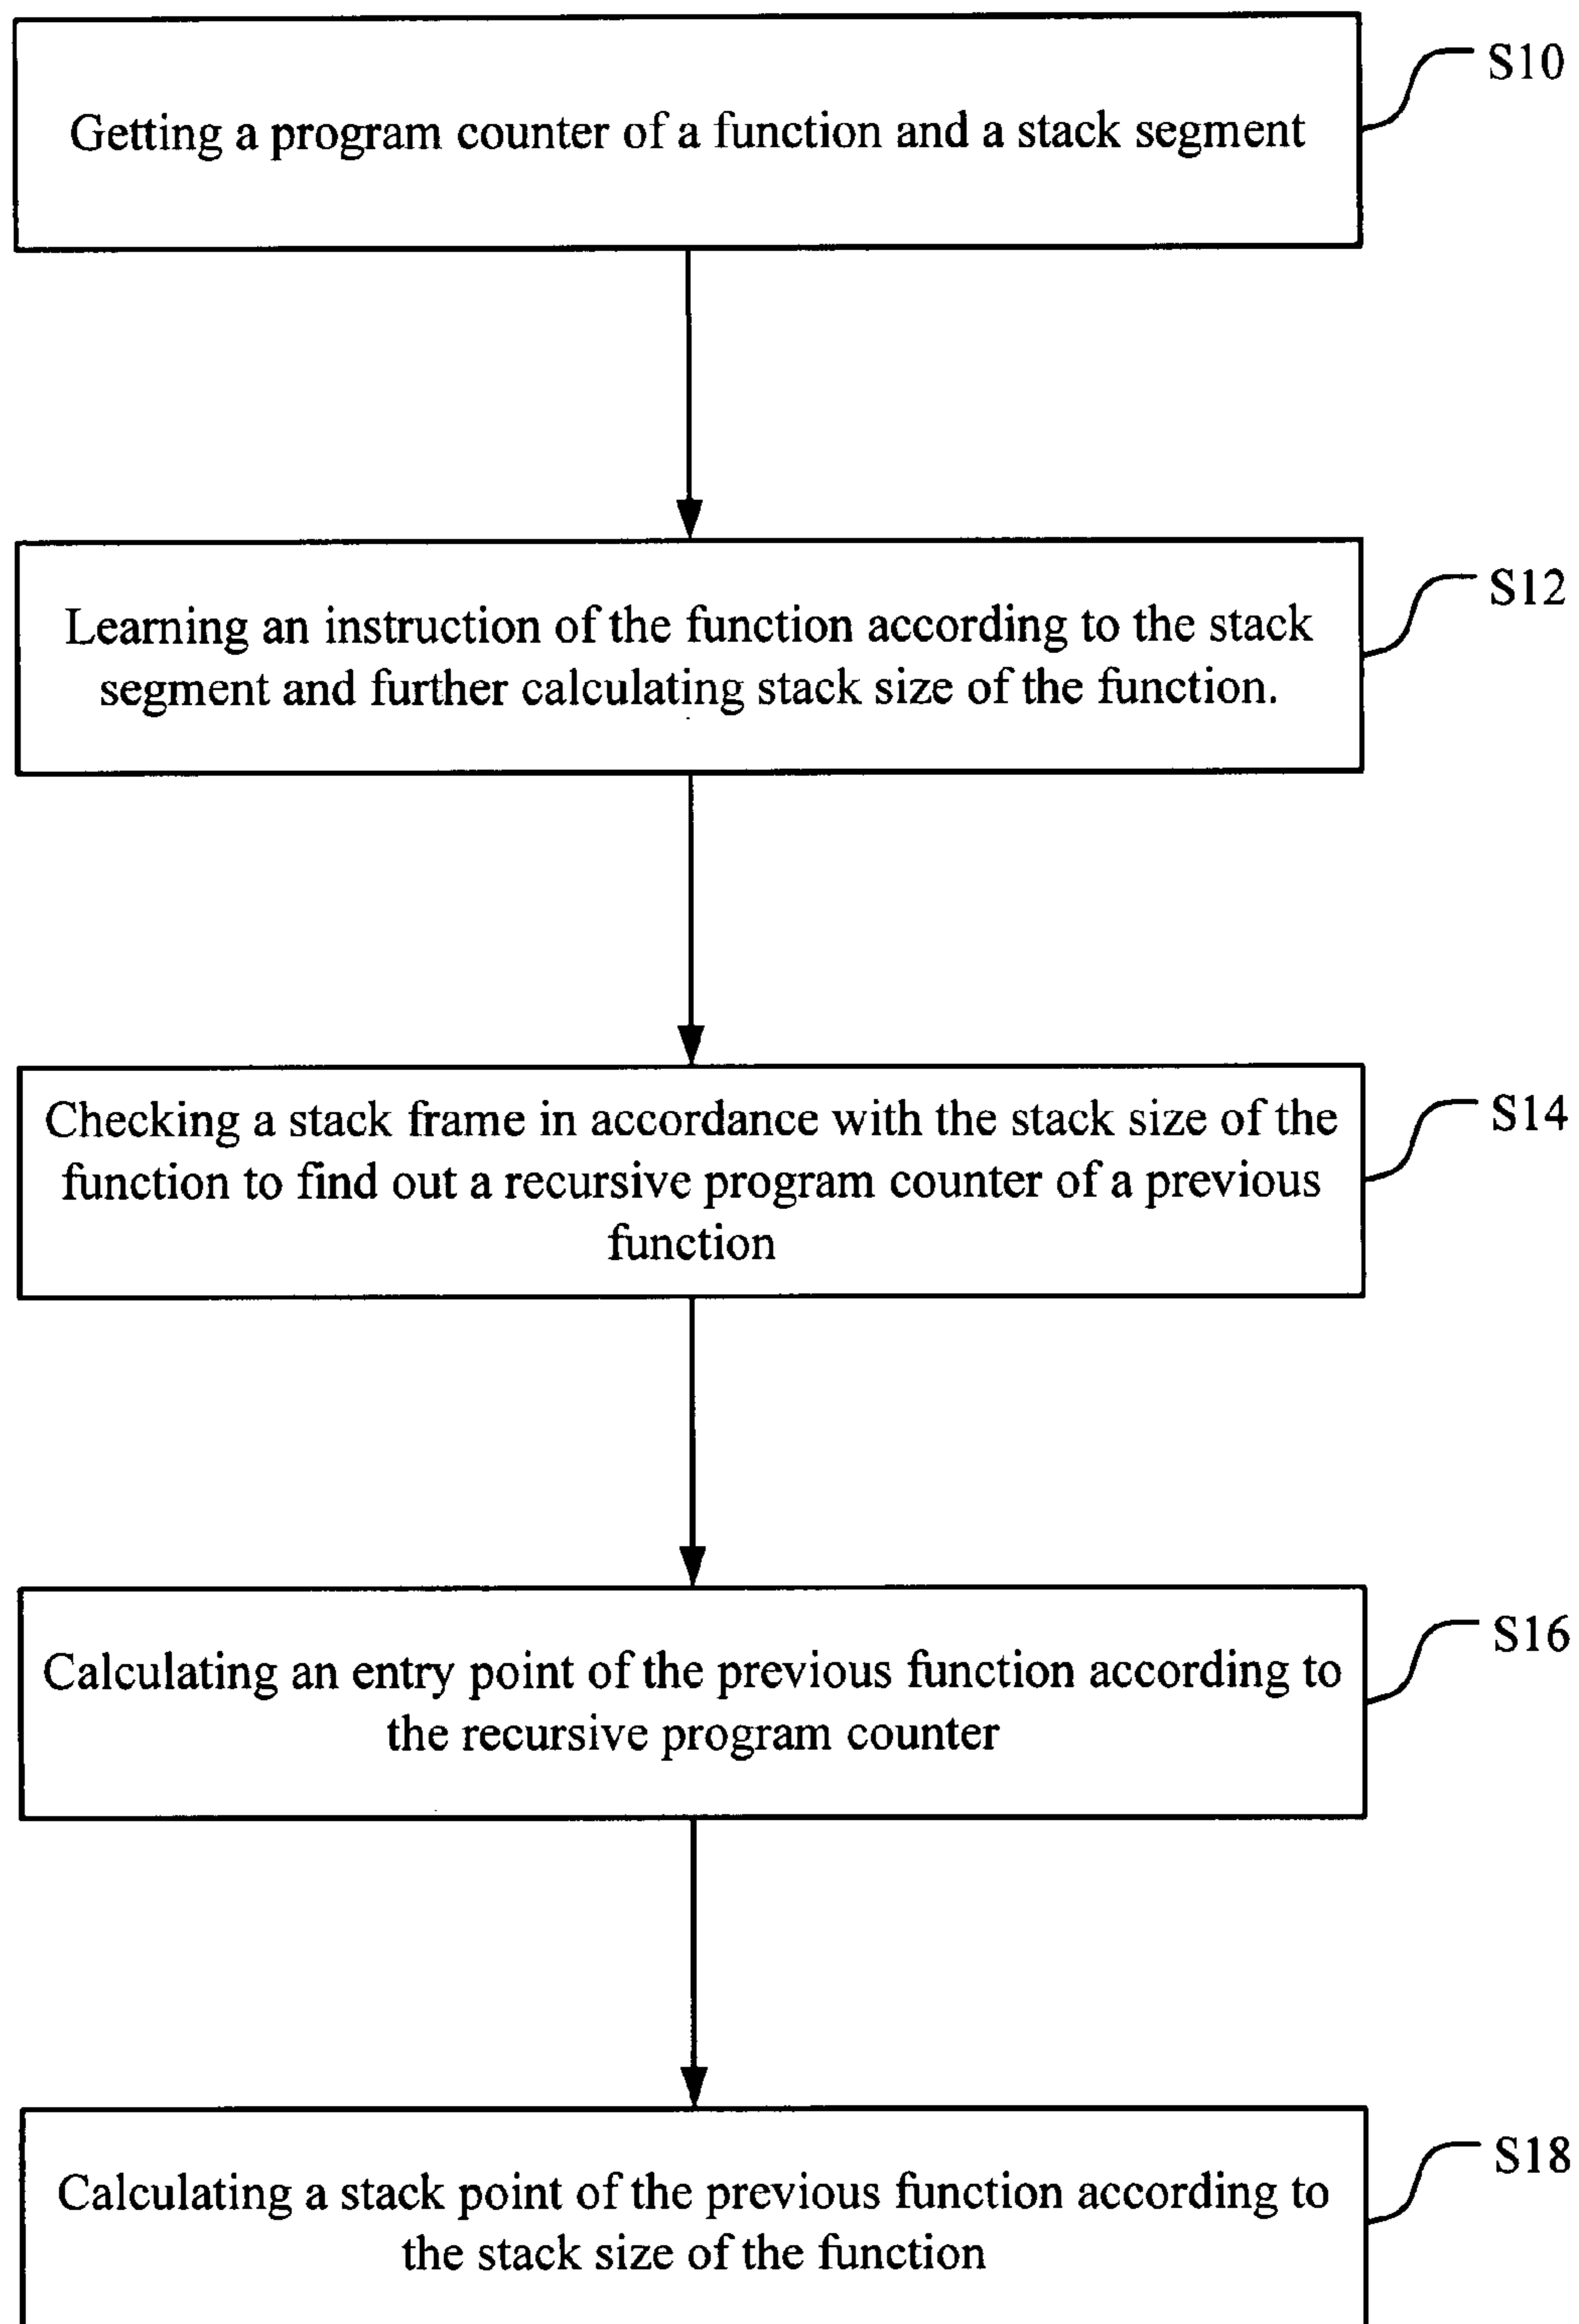 S10
Getting a program counter of a function and a stack segment
S12
Learning an instruction of the function according to the stack
segment and further calculating stack size of the function.
S14
Checking a stack frame in accordance with the stack size of the
function to find out a recursive program counter of a previous
function
S16
Calculating an entry point of the previous function according to
the recursive program counter
S18
Calculating a stack point of the previous function according to
the stack size of the function